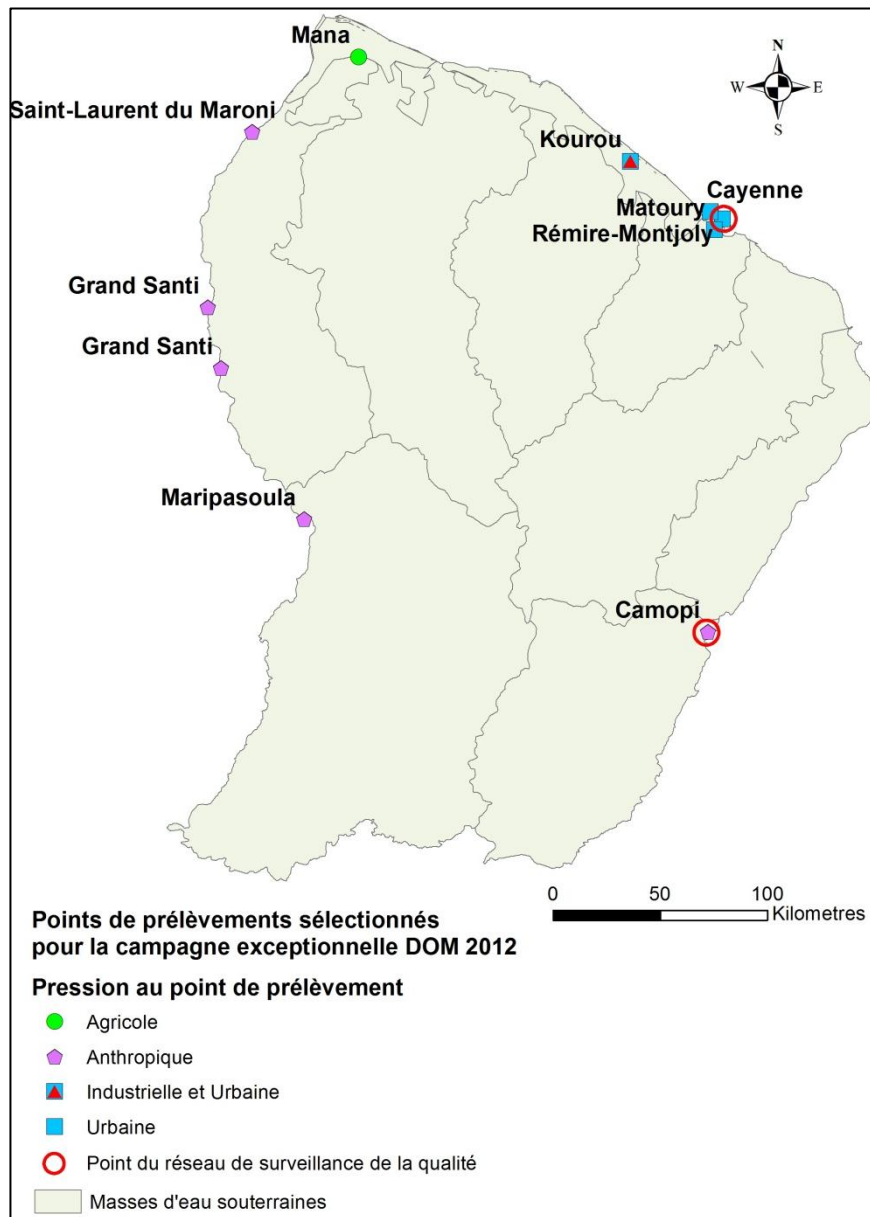 Mana
N
W
E
S
Saint-Laurent du Maroni
Kourou
Cayenne
Matoury
Rémire-Montjoly
Grand Santi
Grand Santi
Maripasoula
Camopi
0 50 100
Kilometres
Points de prélèvements sélectionnés
pour la campagne exceptionnelle DOM 2012
Pression au point de prélèvement
Agricole
Anthropique
Industrielle et Urbaine
Urbaine
Point du réseau de surveillance de la qualité
Masses d'eau souterraines